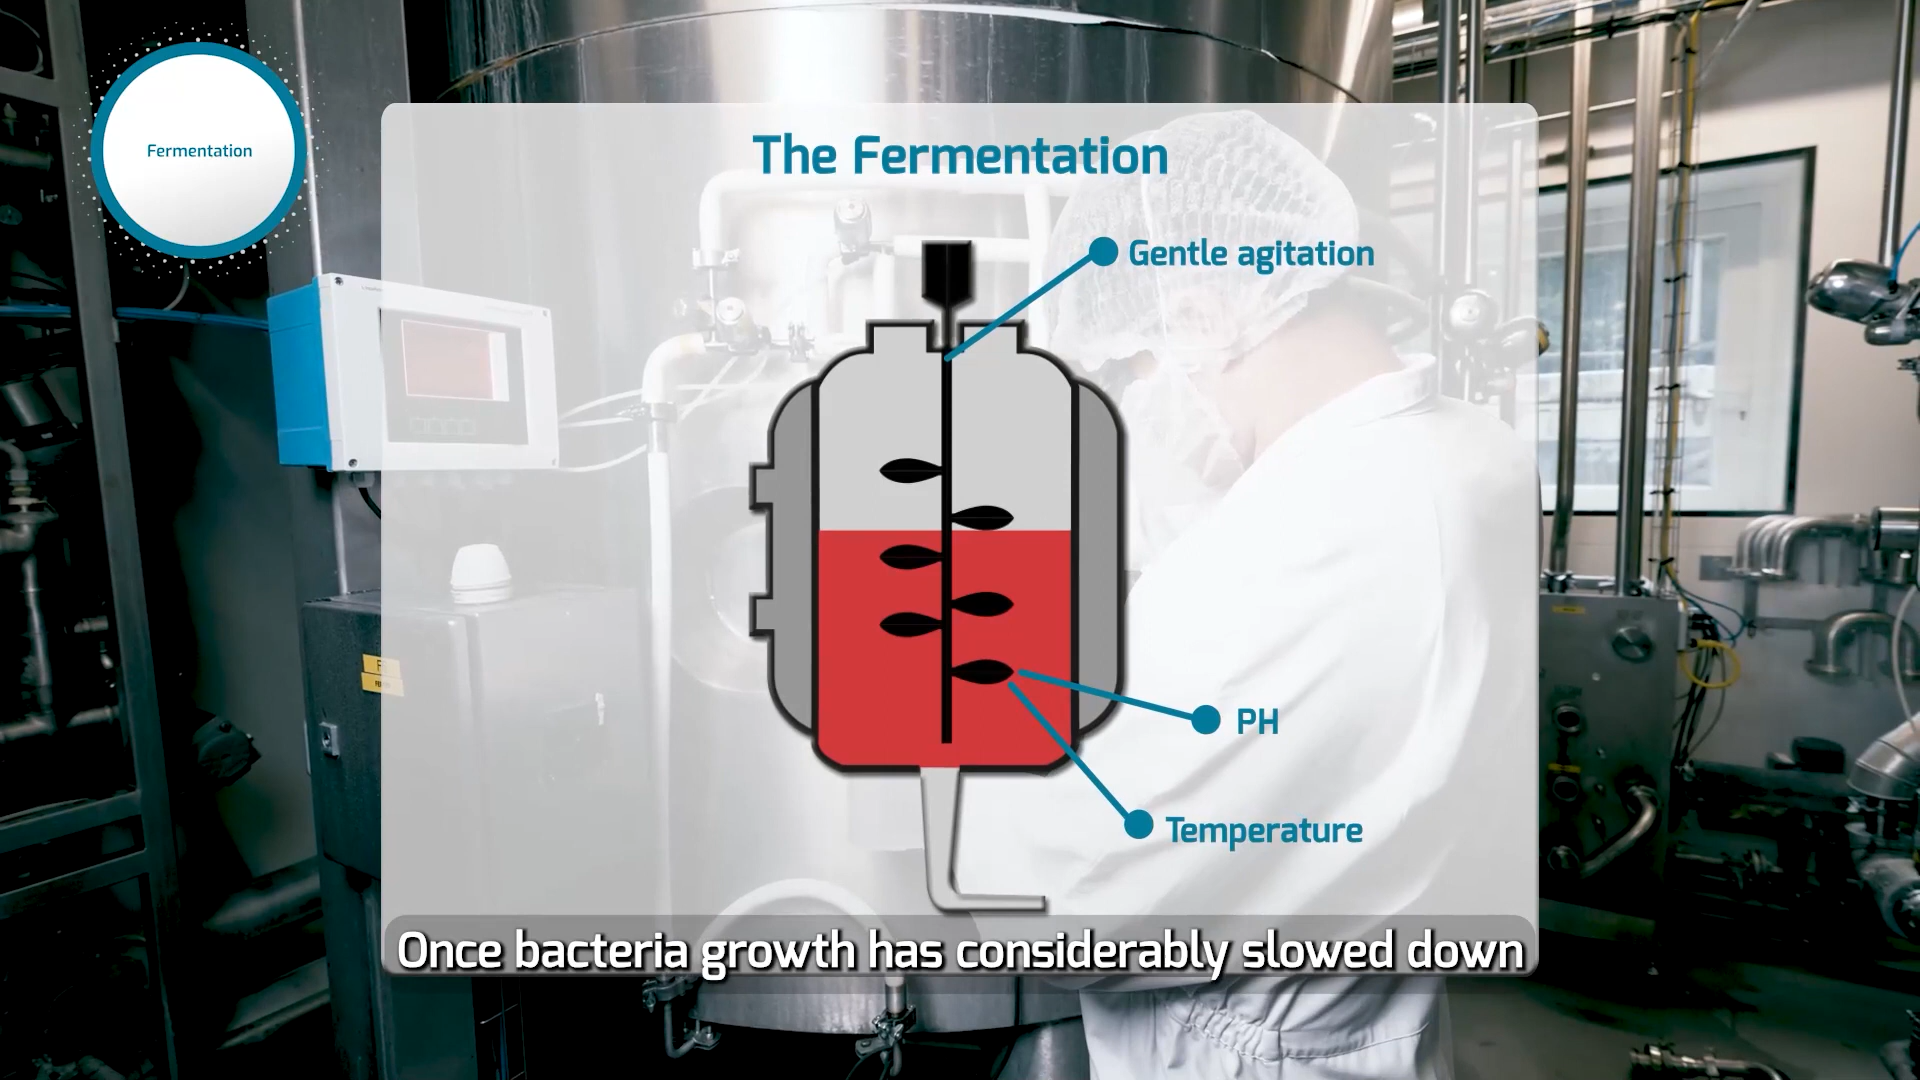 Fermentation
The Fermentation
Gentle agitation
PH
Temperature
Once bacteria growth has considerably slowed down